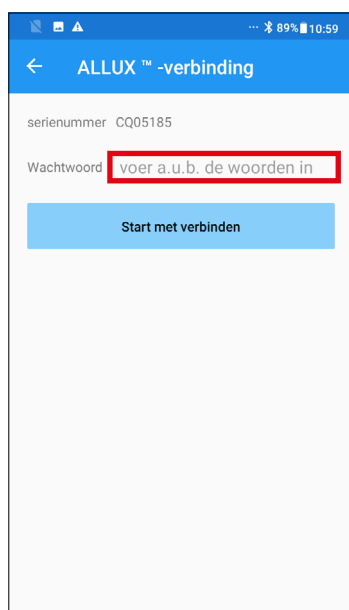 ··· 89% 10:59
ALLUX ™ -verbinding
serienummer CQ05185
Wachtwoord voer a.u.b. de woorden in
Start met verbinden